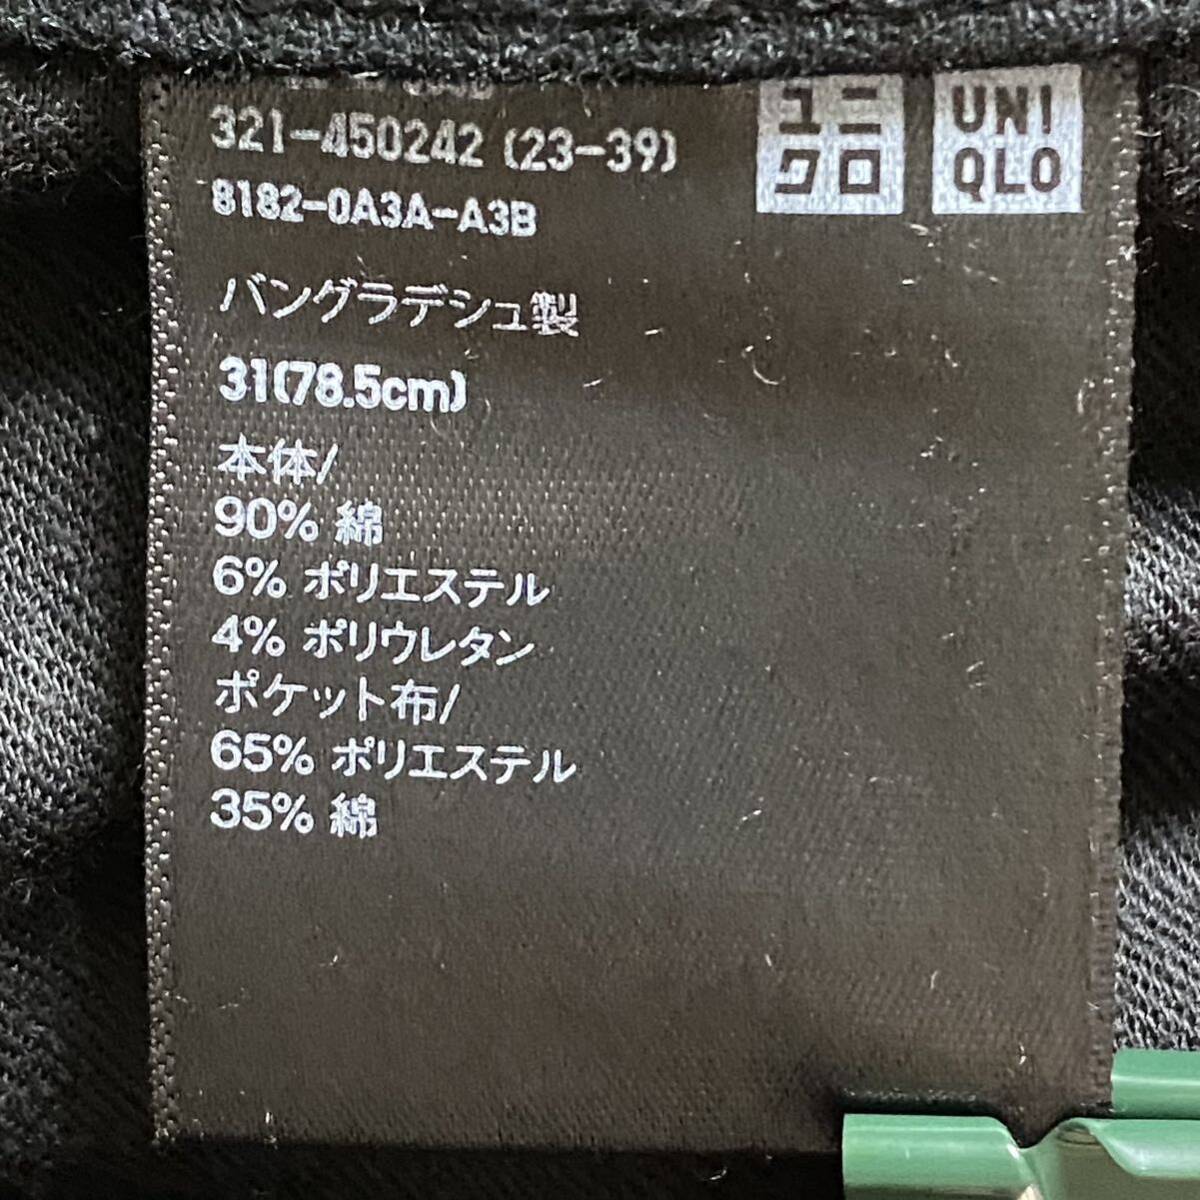 321-450242 (23-39)
8182-0A3A-A3B
ユニ
クロ
UNI
QLO
バングラデシュ製
31(78.5cm)
本体/
90% 綿
6% ポリエステル
4% ポリウレタン
ポケット布/
65% ポリエステル
35% 綿